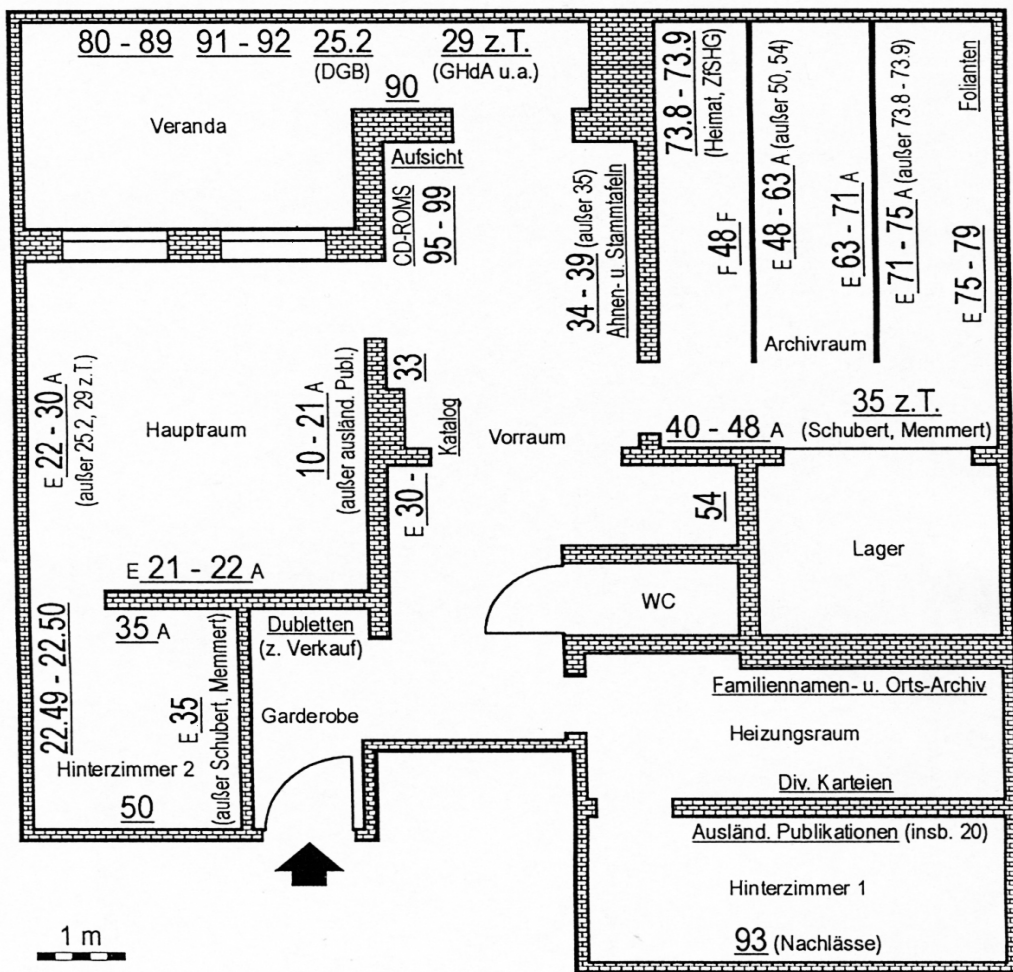 80 - 89 91 - 92 25.2 29 z.T.
(DGB) (GHdA u.a.)
90
Veranda
Aufsicht
CD-ROMS
95 - 99
34 - 39 (außer 35)
Ahnen- u. Stammtafeln
73.8 - 73.9
(Heimat, ZfSHG)
F 48 F
E 48 - 63 A (außer 50, 54)
E 63 - 71 A
E 71 - 75 A (außer 73.8 - 73.9)
Folianten
E 75 - 79
Archivraum
35 z.T.
(Schubert, Memmert)
40 - 48 A
E 22 - 30 A
(außer 25.2, 29 z.T.)
Hauptraum
10 - 21 A
(außer ausländ. Publ.)
E 30 - 33
Katalog
Vorraum
54
Lager
E 21 - 22 A
WC
35 A
Dubletten
(z. Verkauf)
22.49 - 22.50
E 35
(außer Schubert, Memmert)
Garderobe
Familiennamen- u. Orts-Archiv
Heizungsraum
Hinterzimmer 2
50
Div. Karteien
Ausländ. Publikationen (insb. 20)
Hinterzimmer 1
93 (Nachlässe)
1 m